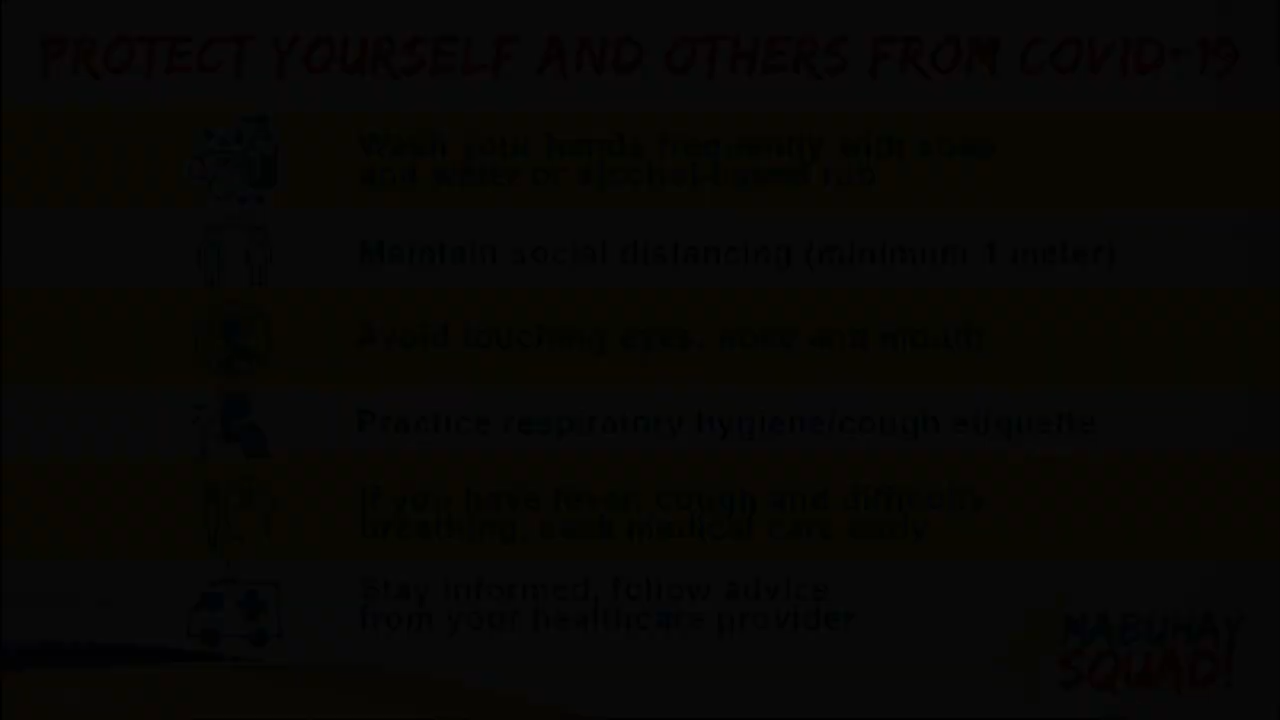 PROTECT YOURSELF AND OTHERS FROM COVID-19
Wash your hands frequently with soap
and water or alcohol-based rub
Maintain social distancing (minimum 1 meter)
Avoid touching eyes, nose and mouth
Practice respiratory hygiene/cough etiquette
If you have fever, cough and difficulty
breathing, seek medical care early
Stay informed, follow advice
from your healthcare provider
MABUHAY
SQUAD!